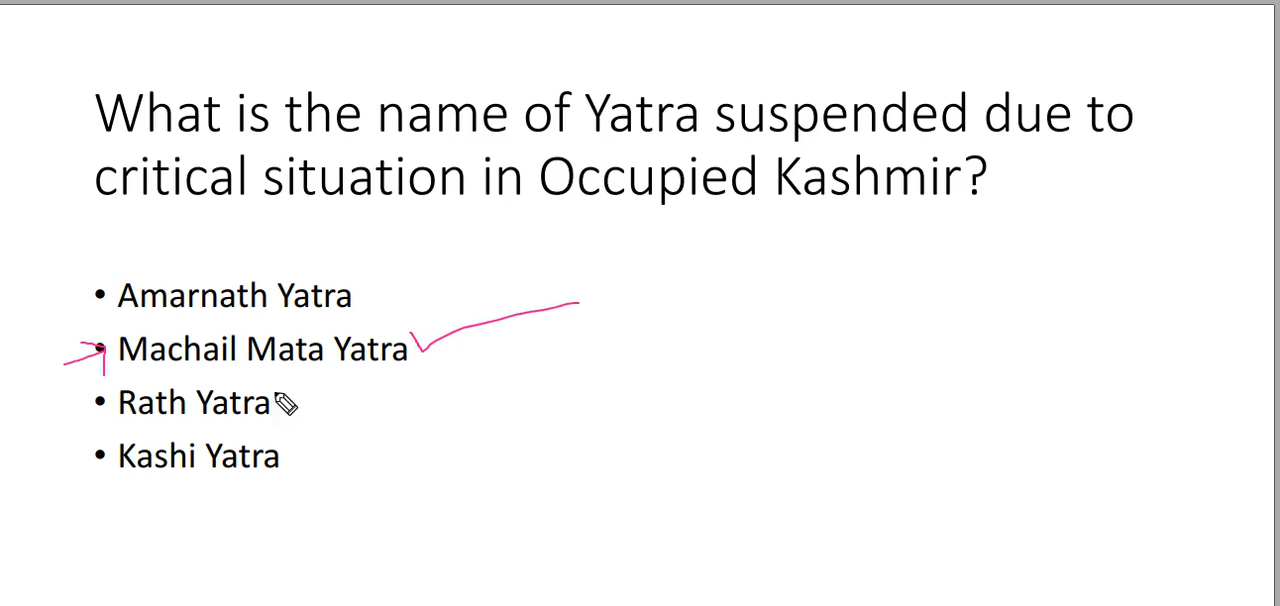 What is the name of Yatra suspended due to
critical situation in Occupied Kashmir?
• Amarnath Yatra
• Machail Mata Yatra
• Rath Yatra
• Kashi Yatra